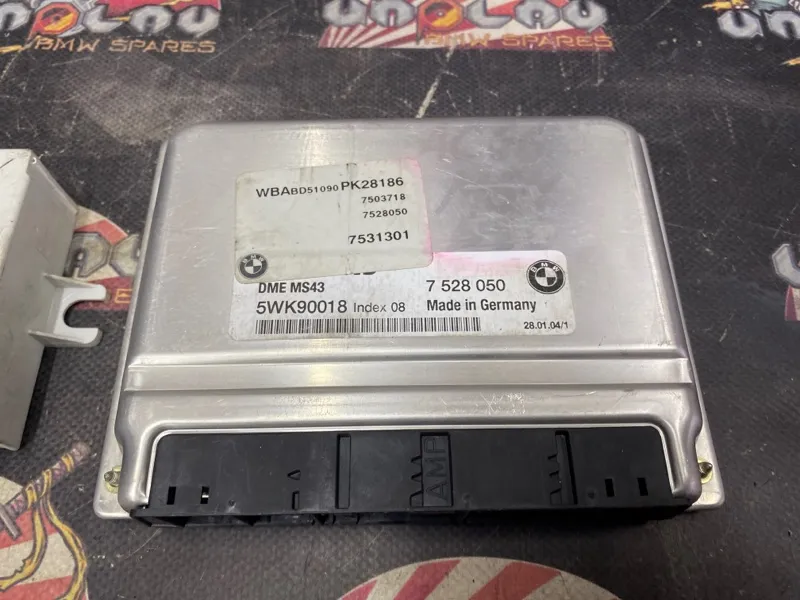 BMW SPARES
BMW SPARES
WBABD51090PK28186
7503718
7528050
7531301
DME MS43 7 528 050
BMW
5WK90018 Index 08 Made in Germany
28.01.04/1
AMP